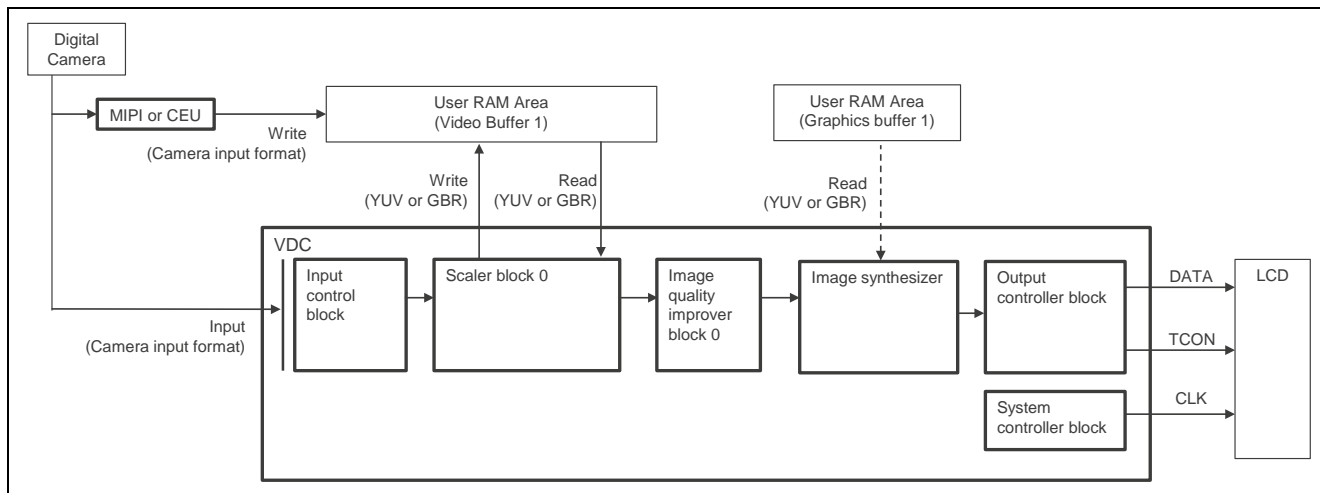 Digital
Camera
MIPI or CEU
Write
(Camera input format)
User RAM Area
(Video Buffer 1)
User RAM Area
(Graphics buffer 1)
Write
(YUV or GBR)
Read
(YUV or GBR)
Read
(YUV or GBR)
VDC
Input
control
block
Scaler block 0
Image
quality
improver
block 0
Image synthesizer
Output
controller block
System
controller block
Input
(Camera input format)
DATA
TCON
CLK
LCD